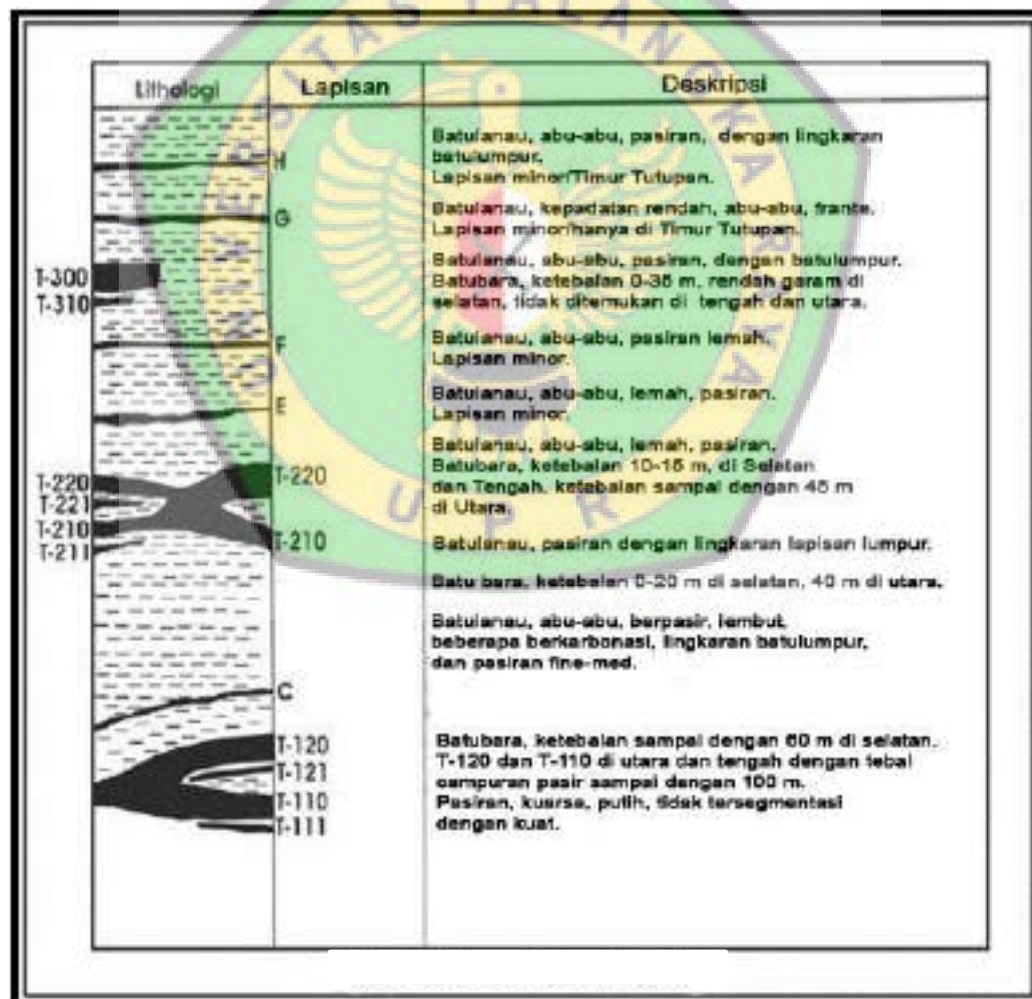 UNIVERSITAS PALANGKA RAYA
Lithologi
Lapisan
Deskripsi
Batulanau, abu-abu, pasiran, dengan lingkaran
batulumpur.
H
Lapisan minor/Timur Tutupan.
Batulanau, kepadatan rendah, abu-abu, frante.
G
Lapisan minor/hanya di Timur Tutupan.
Batulanau, abu-abu, pasiran, dengan batulumpur.
T-300
Batubara, ketebalan 0-35 m, rendah garam di
T-310
selatan, tidak ditemukan di tengah dan utara.
Batulanau, abu-abu, pasiran lemah.
F
Lapisan minor.
Batulanau, abu-abu, lemah, pasiran.
E
Lapisan minor.
Batulanau, abu-abu, lemah, pasiran.
T-220
T-220
Batubara, ketebalan 10-15 m, di Selatan
T-221
dan Tengah. ketebalan sampai dengan 45 m
di Utara.
T-210
T-211
T-210
Batulanau, pasiran dengan lingkaran lapisan lumpur.
U P R
Batu bara, ketebalan 0-20 m di selatan, 40 m di utara.
Batulanau, abu-abu, berpasir, lembut,
beberapa berkarbonasi, lingkaran batulumpur,
dan pasiran fine-med.
C
T-120
Batubara, ketebalan sampai dengan 60 m di selatan.
T-121
T-120 dan T-110 di utara dan tengah dengan tebal
campuran pasir sampai dengan 100 m.
T-110
Pasiran, kuarsa, putih, tidak tersegmentasi
T-111
dengan kuat.